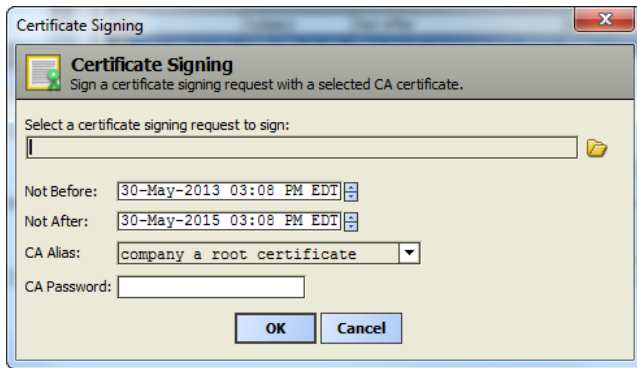 Certificate Signing
Certificate Signing
Sign a certificate signing request with a selected CA certificate.
Select a certificate signing request to sign:
Not Before: 30-May-2013 03:08 PM EDT
Not After: 30-May-2015 03:08 PM EDT
CA Alias: company a root certificate
CA Password:
OK Cancel